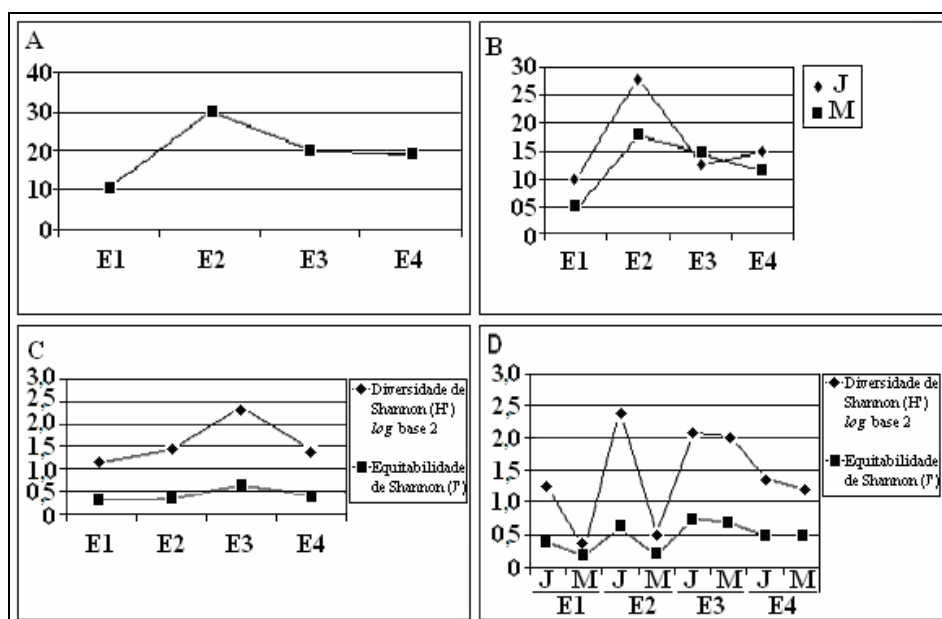 A
40
30
20
10
0
E1 E2 E3 E4
B
30
25
20
15
10
05
0
E1 E2 E3 E4
J
M
C
3,0
2,5
2,0
1,5
1,0
0,5
0
E1 E2 E3 E4
Diversidade de
Shannon (H')
log base 2
Equitabilidade
de Shannon (J')
D
3,0
2,5
2,0
1,5
1,0
0,5
0
J M J M J M J M
E1 E2 E3 E4
Diversidade de
Shannon (H')
log base 2
Equitabilidade
de Shannon (J')